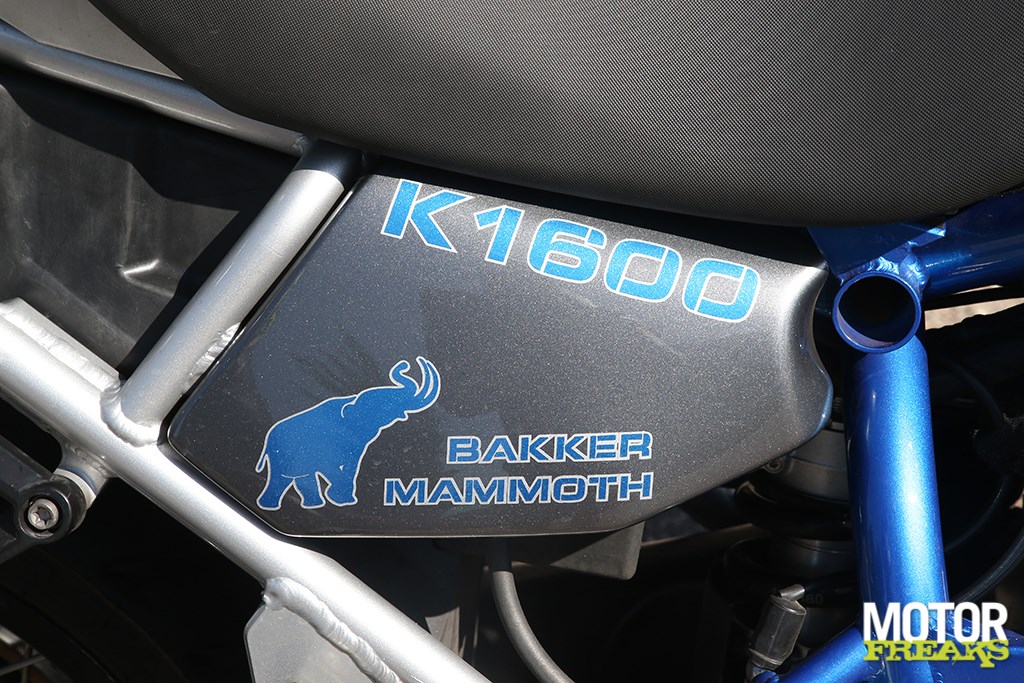 K1600
BAKKER
MAMMOTH
MOTOR
FREAKS